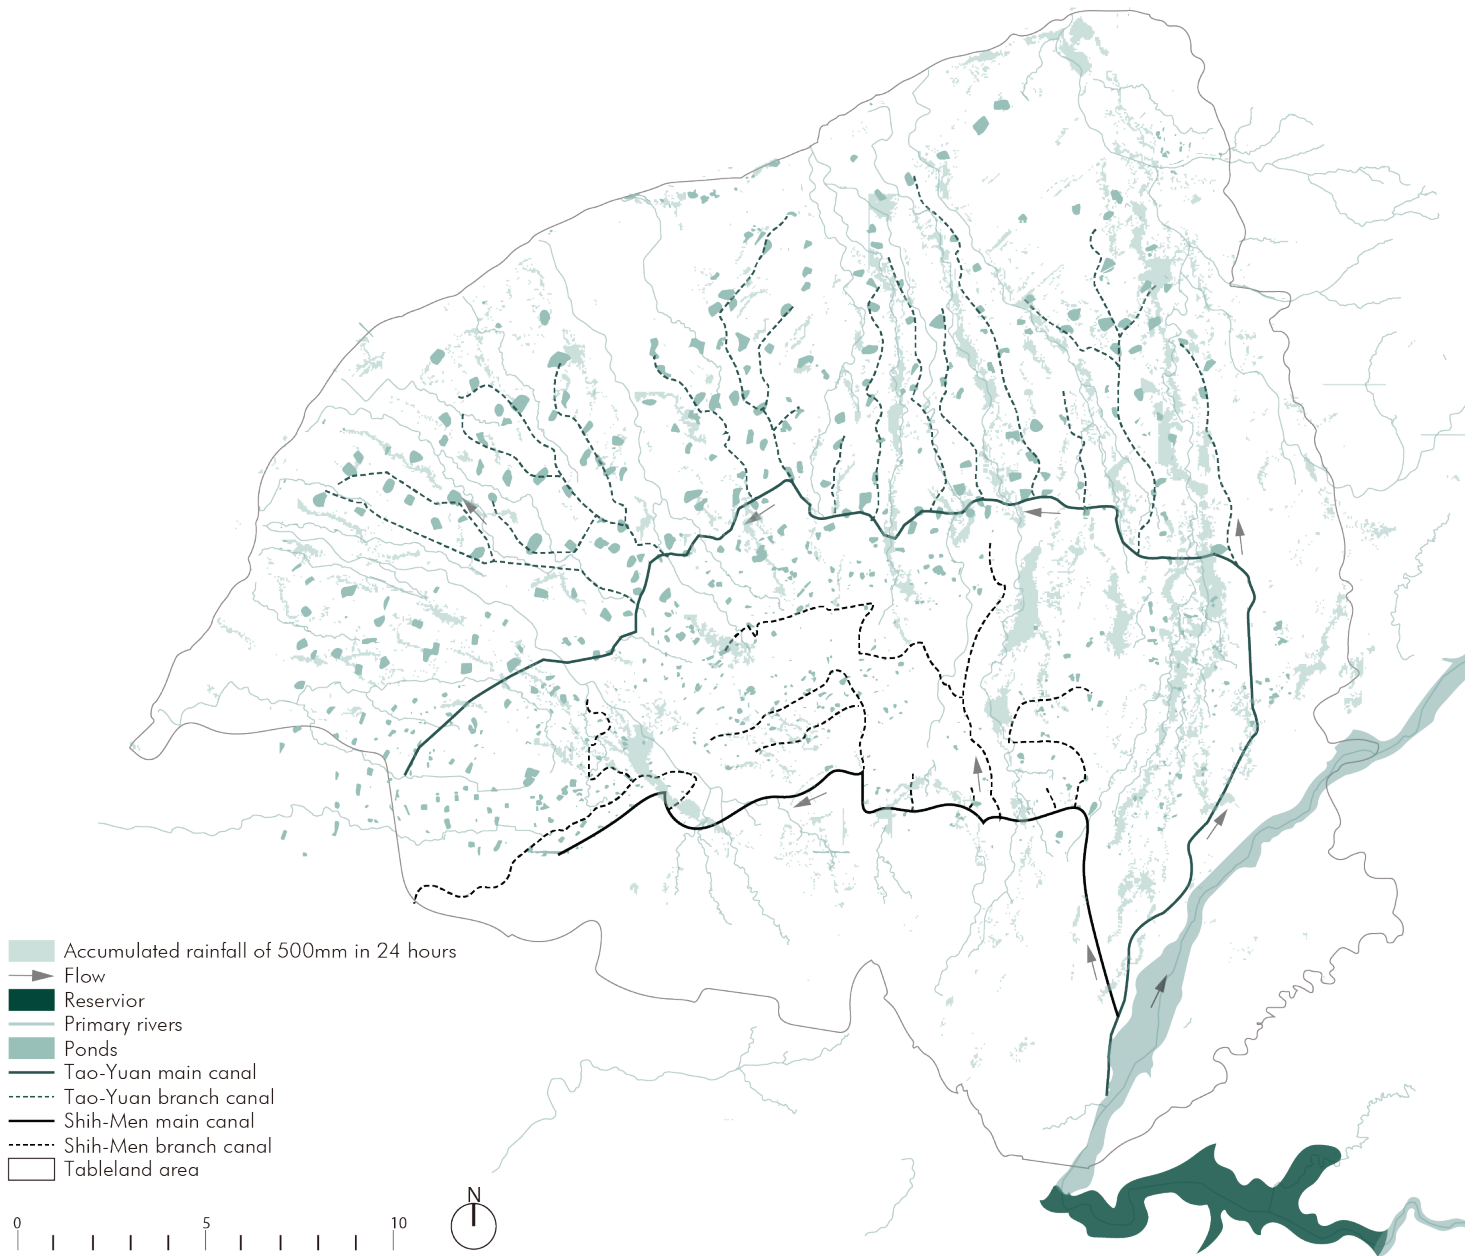 Accumulated rainfall of 500mm in 24 hours
Flow
Reservior
Primary rivers
Ponds
Tao-Yuan main canal
Tao-Yuan branch canal
Shih-Men main canal
Shih-Men branch canal
Tableland area
N
0 5 10